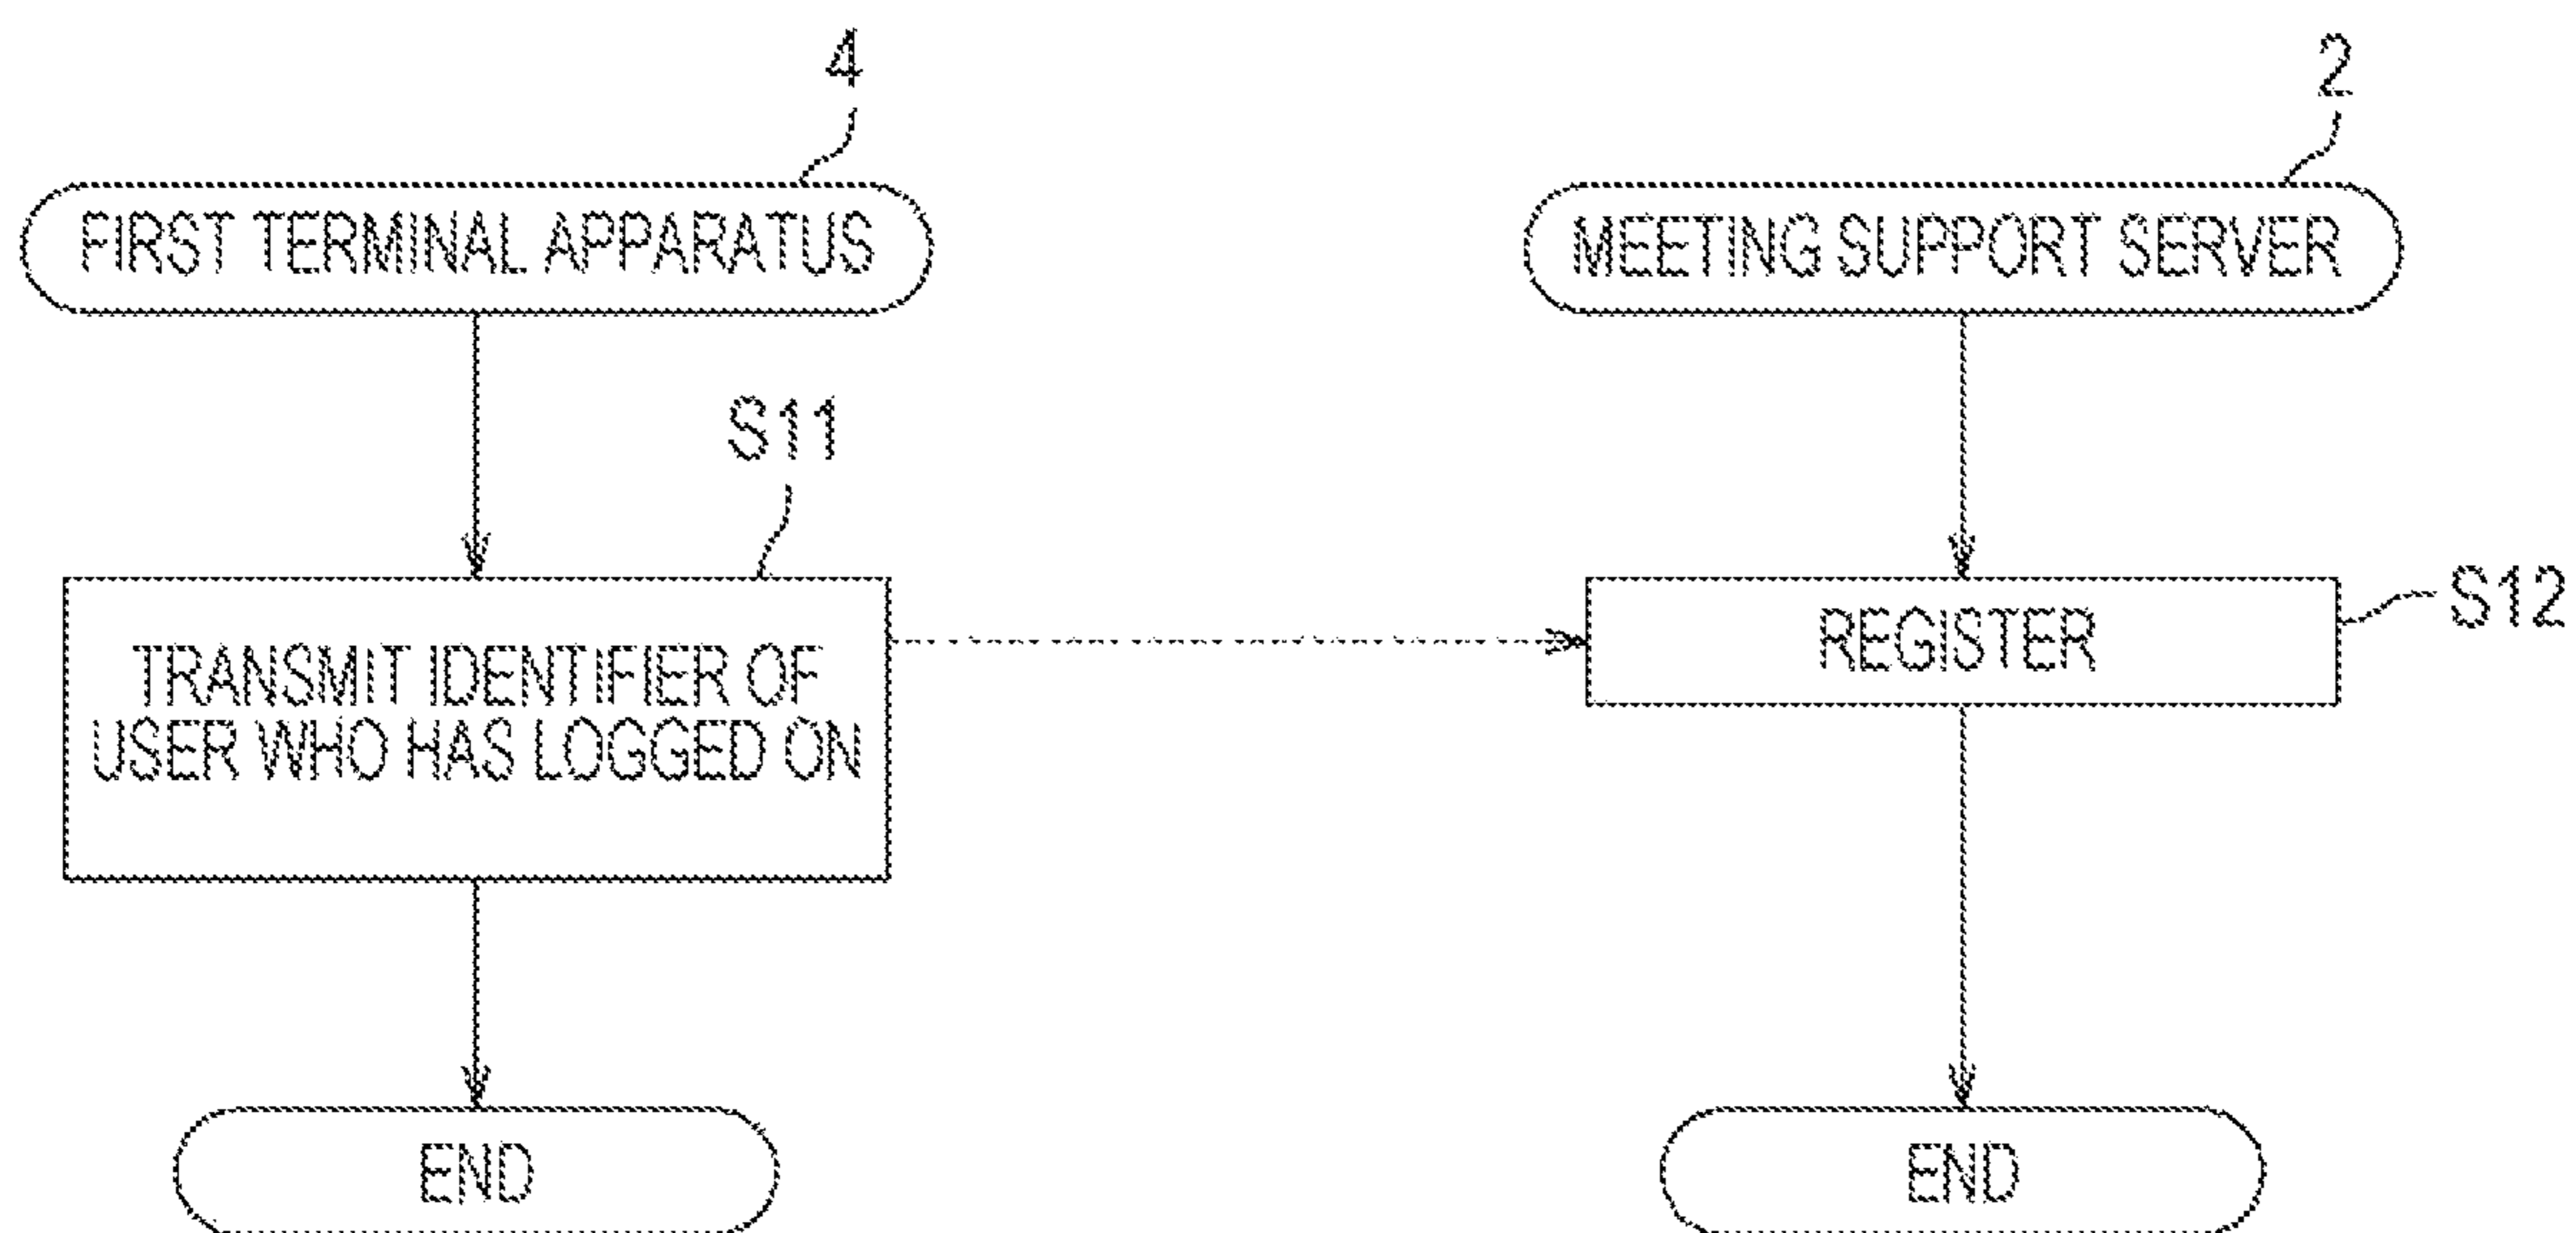 4
2
FIRST TERMINAL APPARATUS
MEETING SUPPORT SERVER
S11
S12
TRANSMIT IDENTIFIER OF
USER WHO HAS LOGGED ON
REGISTER
END
END